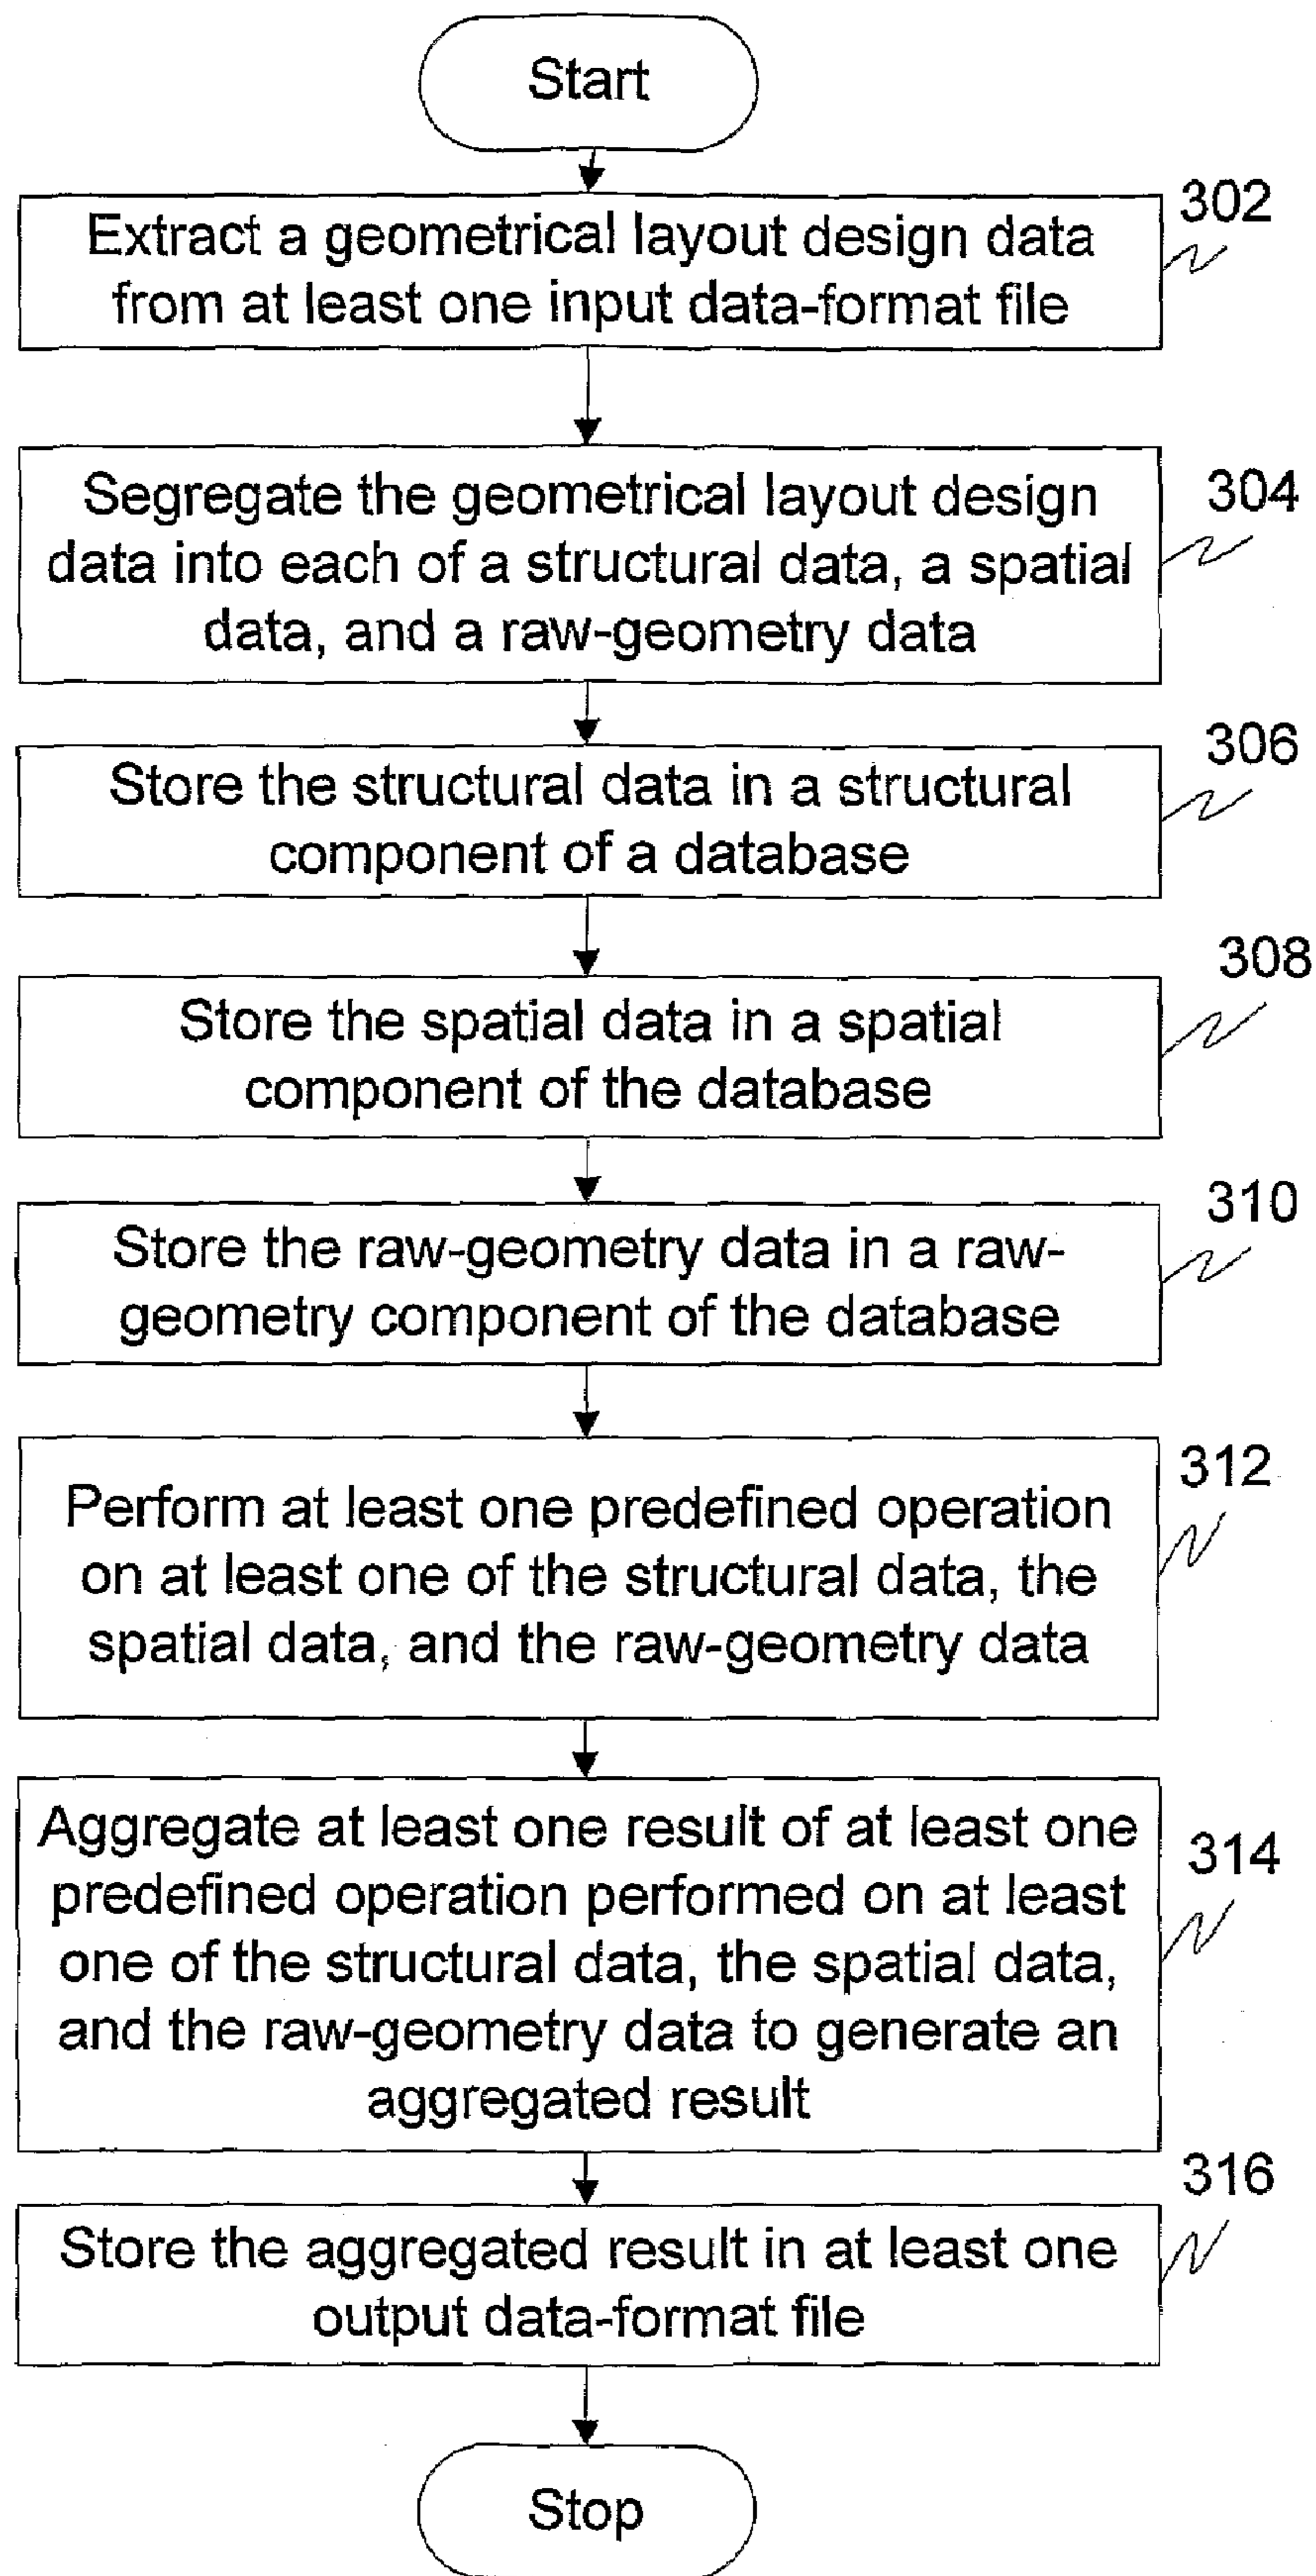 Start
302
Extract a geometrical layout design data
from at least one input data-format file
304
Segregate the geometrical layout design
data into each of a structural data, a spatial
data, and a raw-geometry data
306
Store the structural data in a structural
component of a database
308
Store the spatial data in a spatial
component of the database
310
Store the raw-geometry data in a raw-
geometry component of the database
312
Perform at least one predefined operation
on at least one of the structural data, the
spatial data, and the raw-geometry data
314
Aggregate at least one result of at least one
predefined operation performed on at least
one of the structural data, the spatial data,
and the raw-geometry data to generate an
aggregated result
316
Store the aggregated result in at least one
output data-format file
Stop